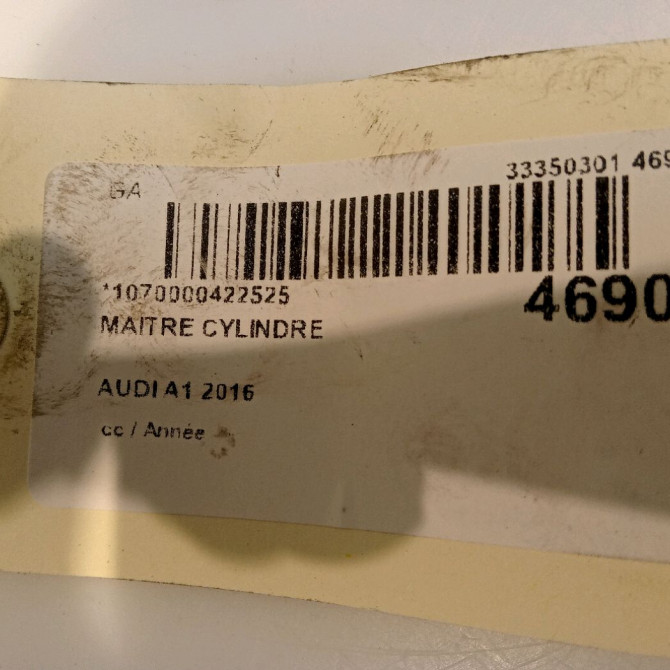 GA
33350301 469
*1070000422525
4690
MAITRE CYLINDRE
AUDI A1 2016
cc / Année